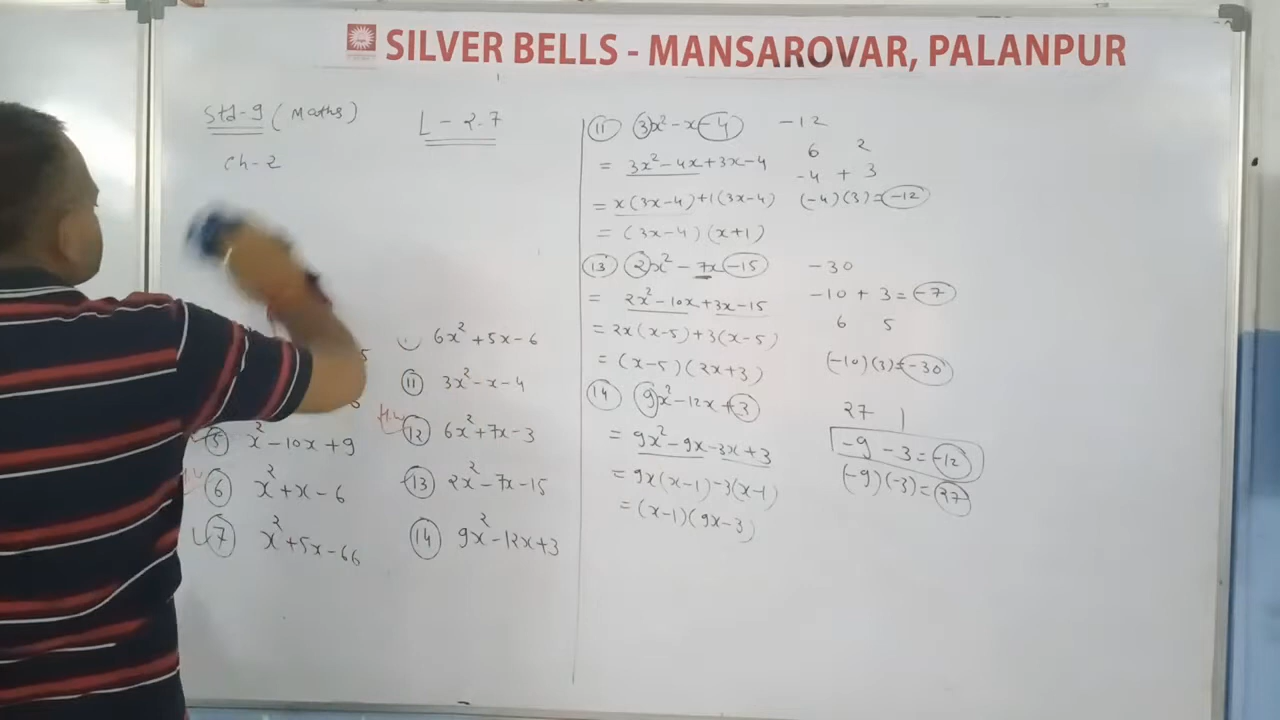 SILVER BELLS - MANSAROVAR, PALANPUR
Std-9 (Maths)
L - 2.7
Ch-2
6x² + 5x - 6
(11) 3x² - x - 4
H.W (12) 6x² + 7x - 3
(5) x² - 10x + 9
(13) 2x² - 7x - 15
(6) x² + x - 6
(14) 9x² - 12x + 3
(7) x² + 5x - 66
(11) 3x² - x - 4
= 3x² - 4x + 3x - 4
= x(3x-4) + 1(3x-4)
= (3x-4)(x+1)
(13) 2x² - 7x - 15
= 2x² - 10x + 3x - 15
= 2x(x-5) + 3(x-5)
= (x-5)(2x+3)
(14) 9x² - 12x + 3
= 9x² - 9x - 3x + 3
= 9x(x-1) - 3(x-1)
= (x-1)(9x-3)
-12
6 2
-4 + 3
(-4)(3) = -12
-30
-10 + 3 = -7
6 5
(-10)(3) = -30
27 1
-9 - 3 = -12
(-9)(-3) = 27